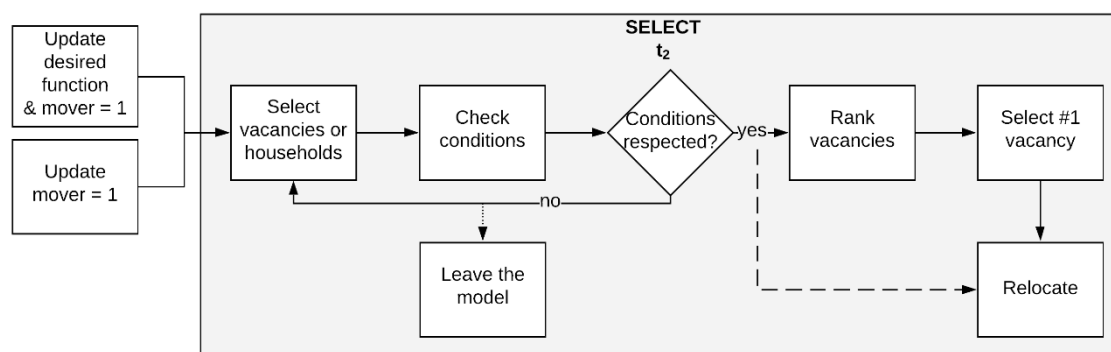 Update
desired
function
& mover = 1
Update
mover = 1
SELECT
t₂
Select
vacancies or
households
Check
conditions
Conditions
respected?
yes
Rank
vacancies
Select #1
vacancy
no
Leave the
model
Relocate